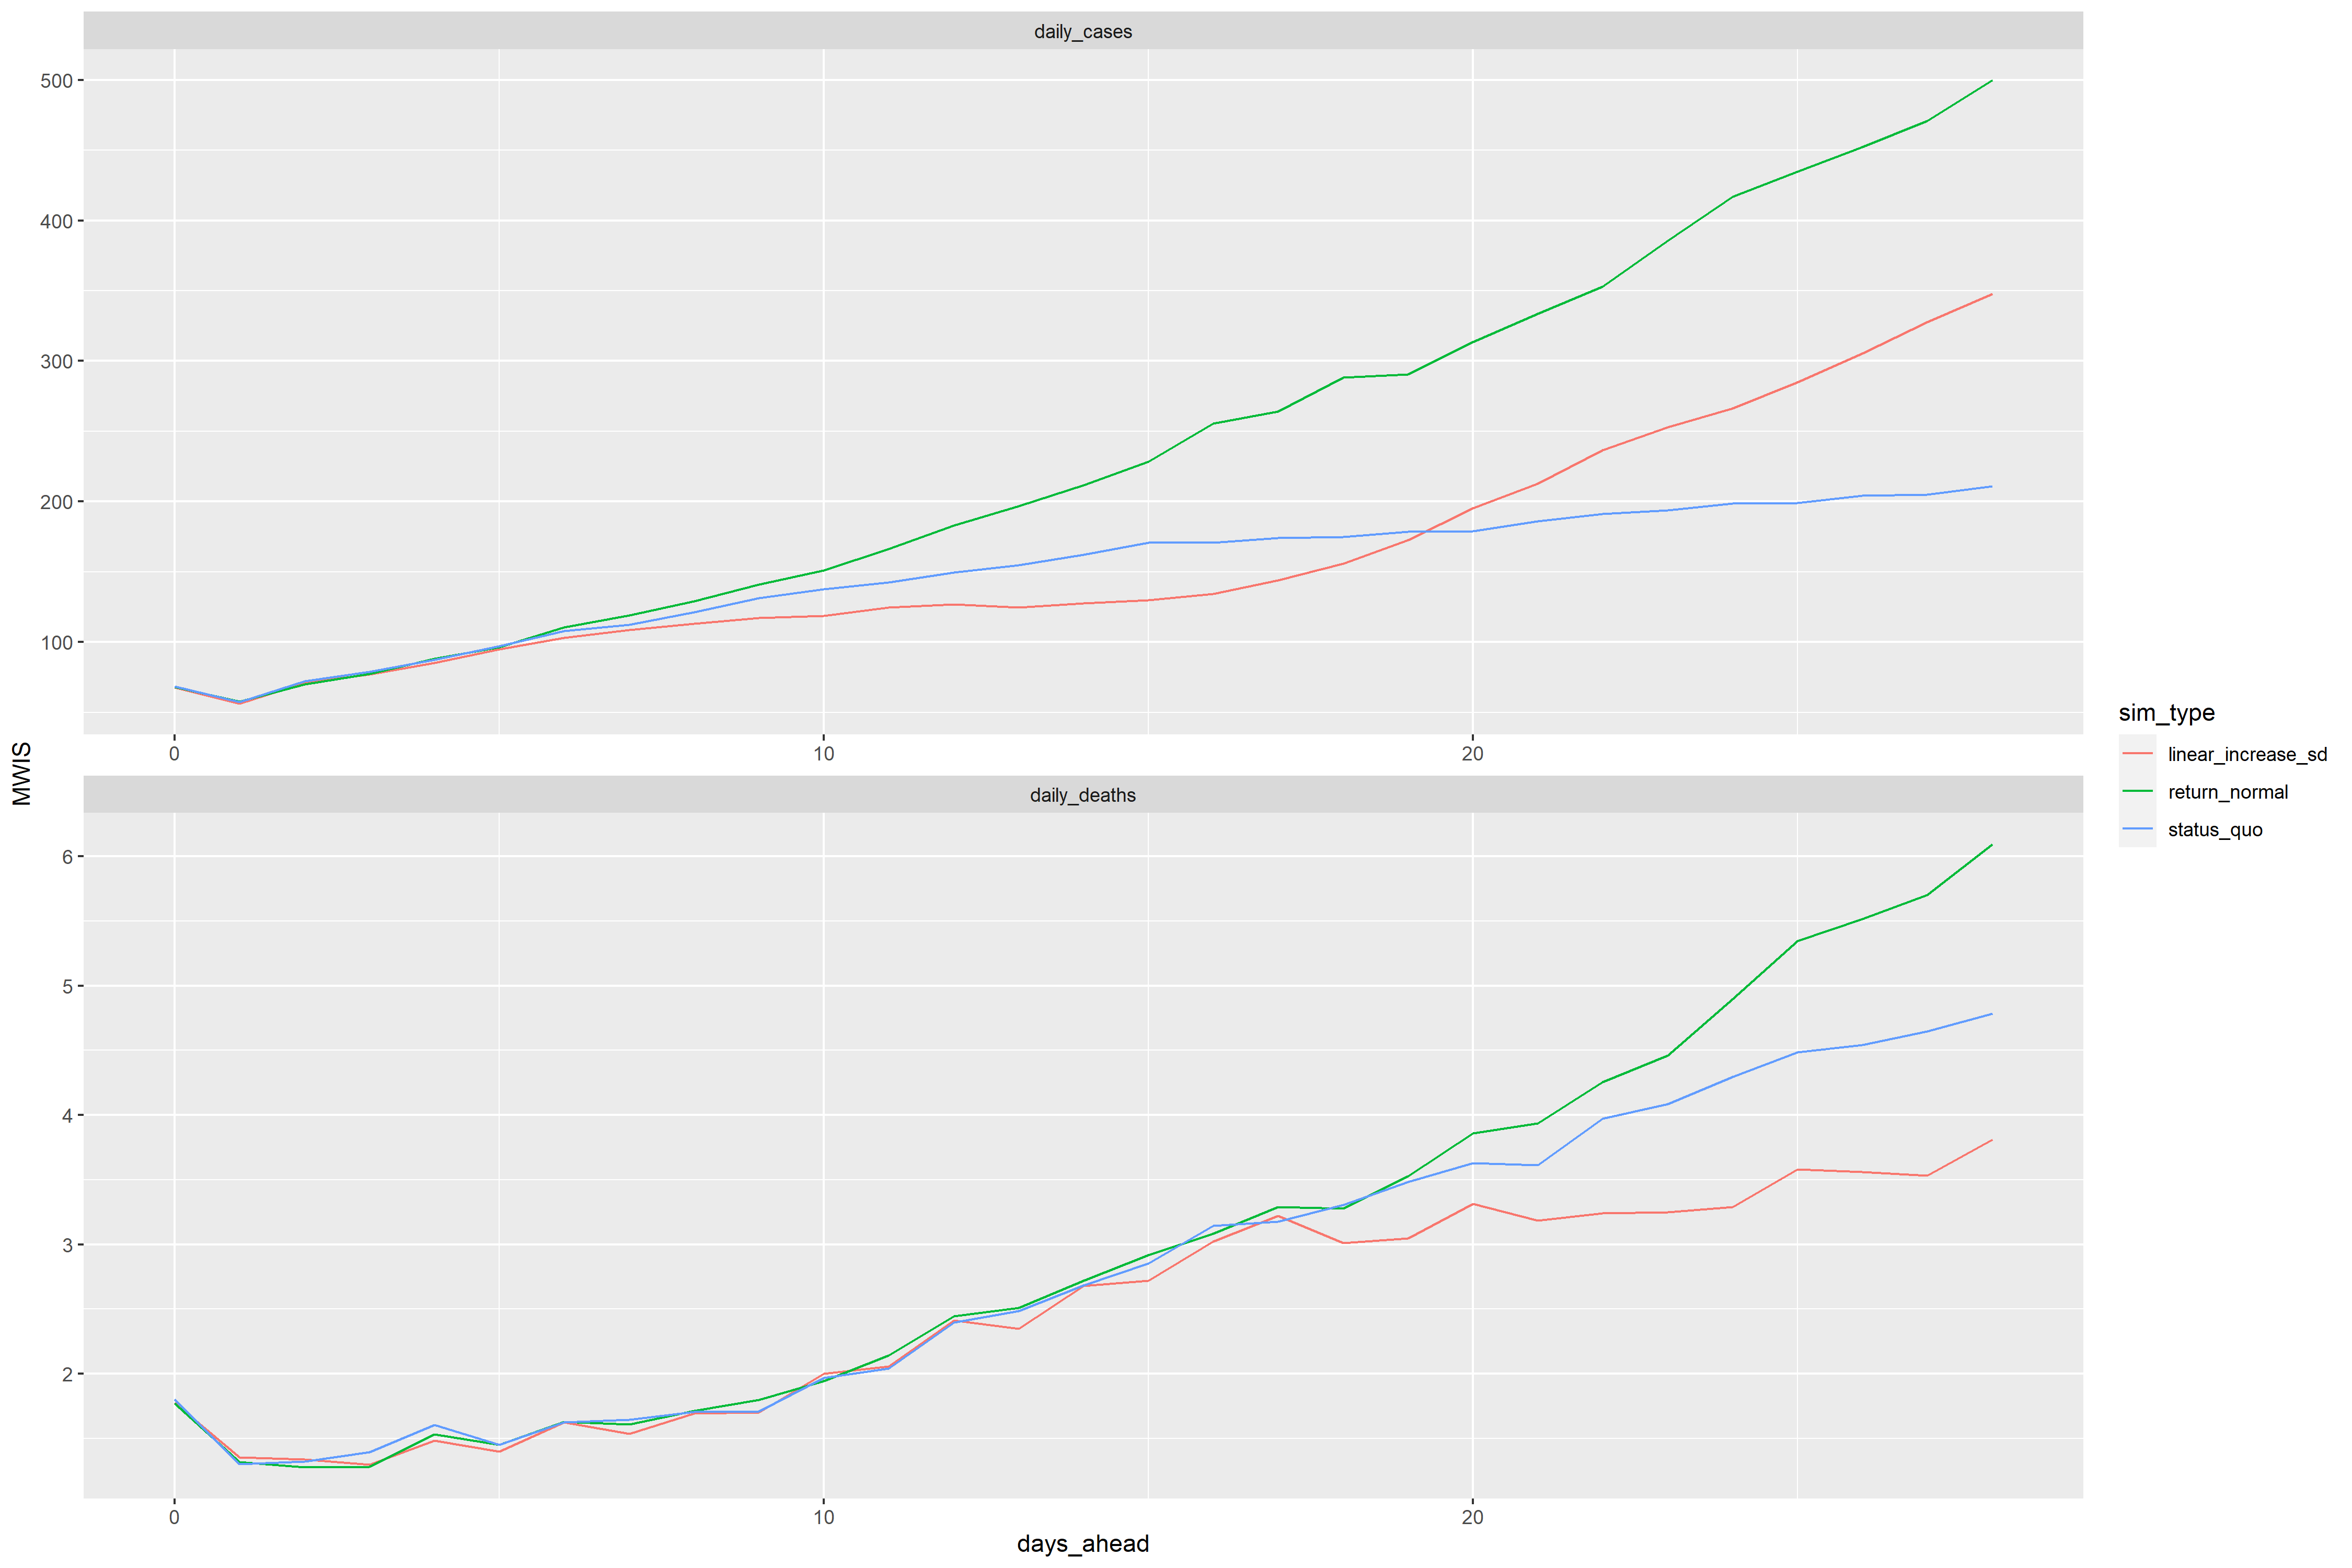 daily_cases
500
400
300
200
100
0
10
20
MWIS
daily_deaths
6
5
4
3
2
0
10
20
days_ahead
sim_type
linear_increase_sd
return_normal
status_quo